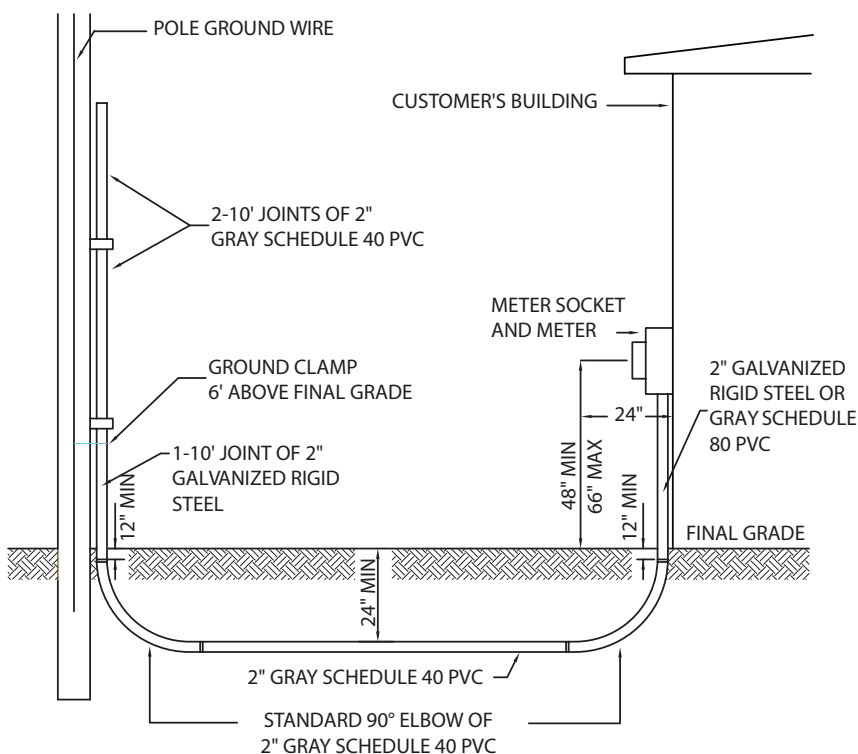 POLE GROUND WIRE
CUSTOMER'S BUILDING
2-10' JOINTS OF 2"
GRAY SCHEDULE 40 PVC
METER SOCKET
AND METER
GROUND CLAMP
6' ABOVE FINAL GRADE
2" GALVANIZED
RIGID STEEL OR
GRAY SCHEDULE
80 PVC
24"
1-10' JOINT OF 2"
GALVANIZED RIGID
STEEL
12" MIN
48" MIN
66" MAX
12" MIN
FINAL GRADE
24" MIN
2" GRAY SCHEDULE 40 PVC
STANDARD 90° ELBOW OF
2" GRAY SCHEDULE 40 PVC